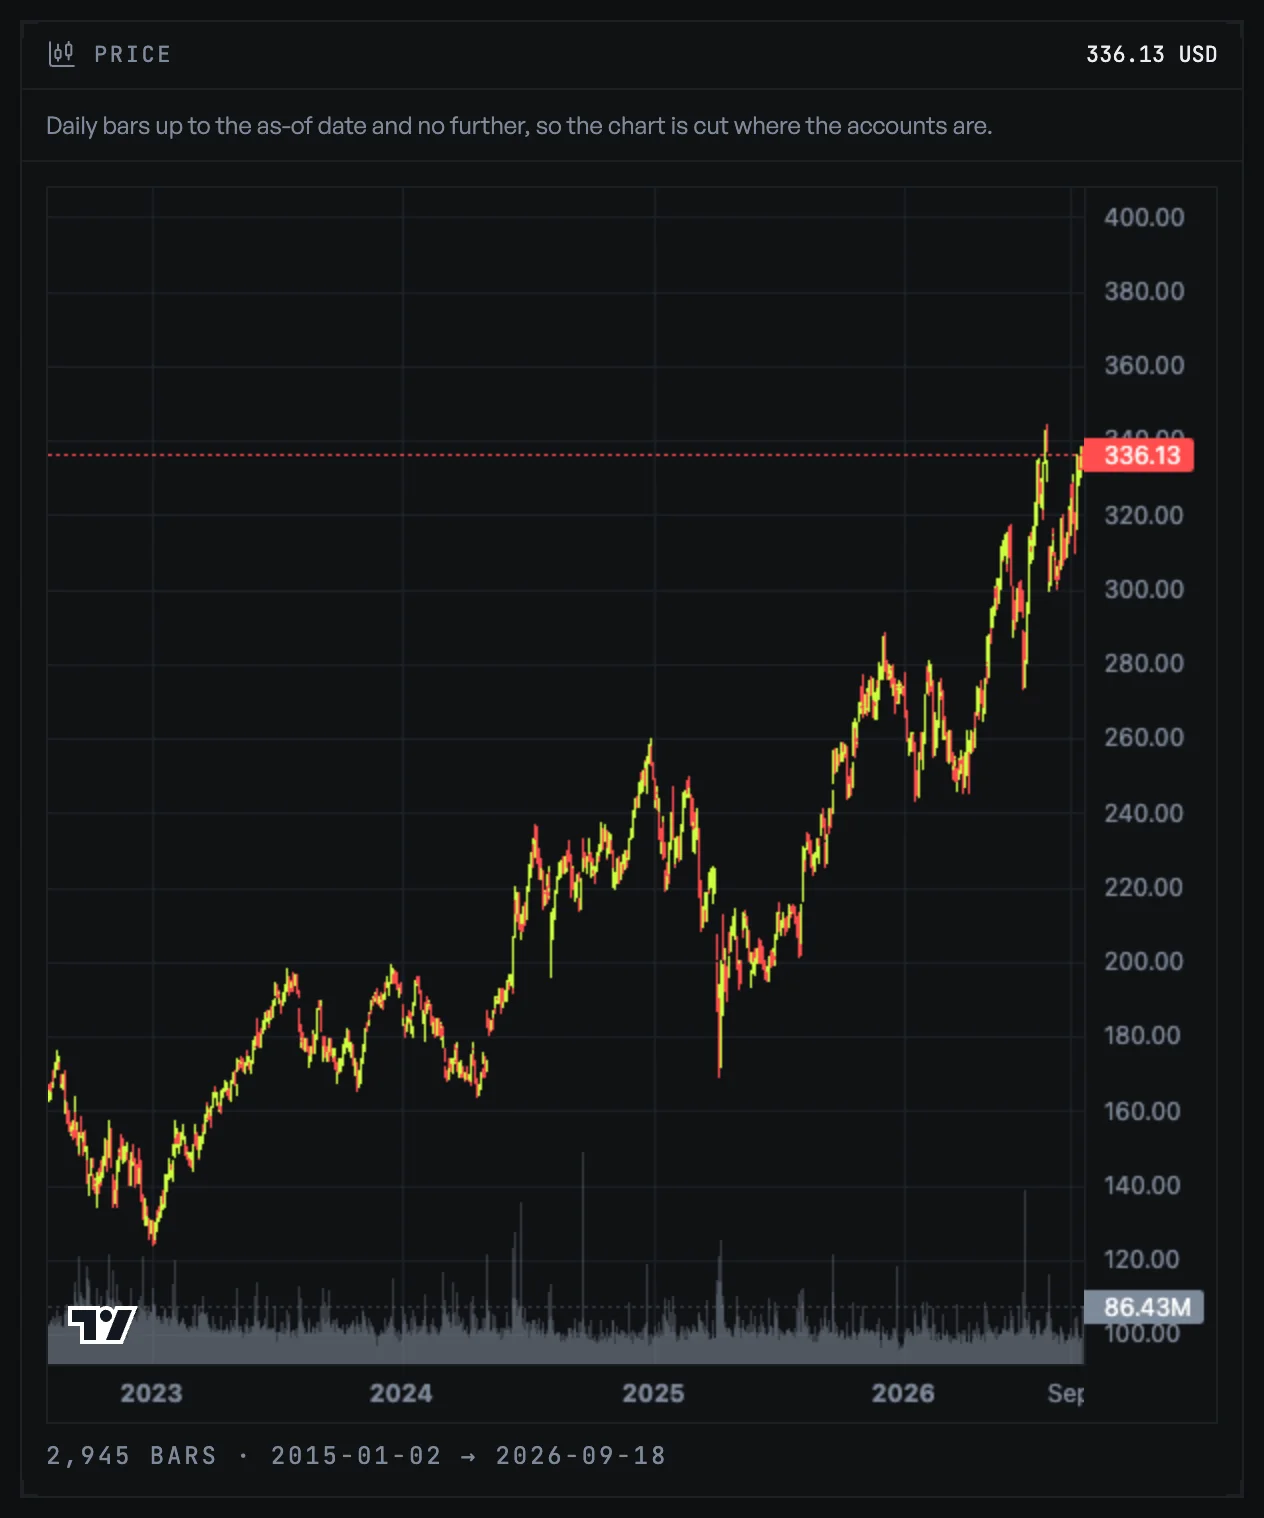 PRICE
336.13 USD
Daily bars up to the as-of date and no further, so the chart is cut where the accounts are.
400.00
380.00
360.00
340.00
336.13
320.00
300.00
280.00
260.00
240.00
220.00
200.00
180.00
160.00
140.00
120.00
86.43M
100.00
2023 2024 2025 2026 Sep
2,945 BARS · 2015-01-02 → 2026-09-18